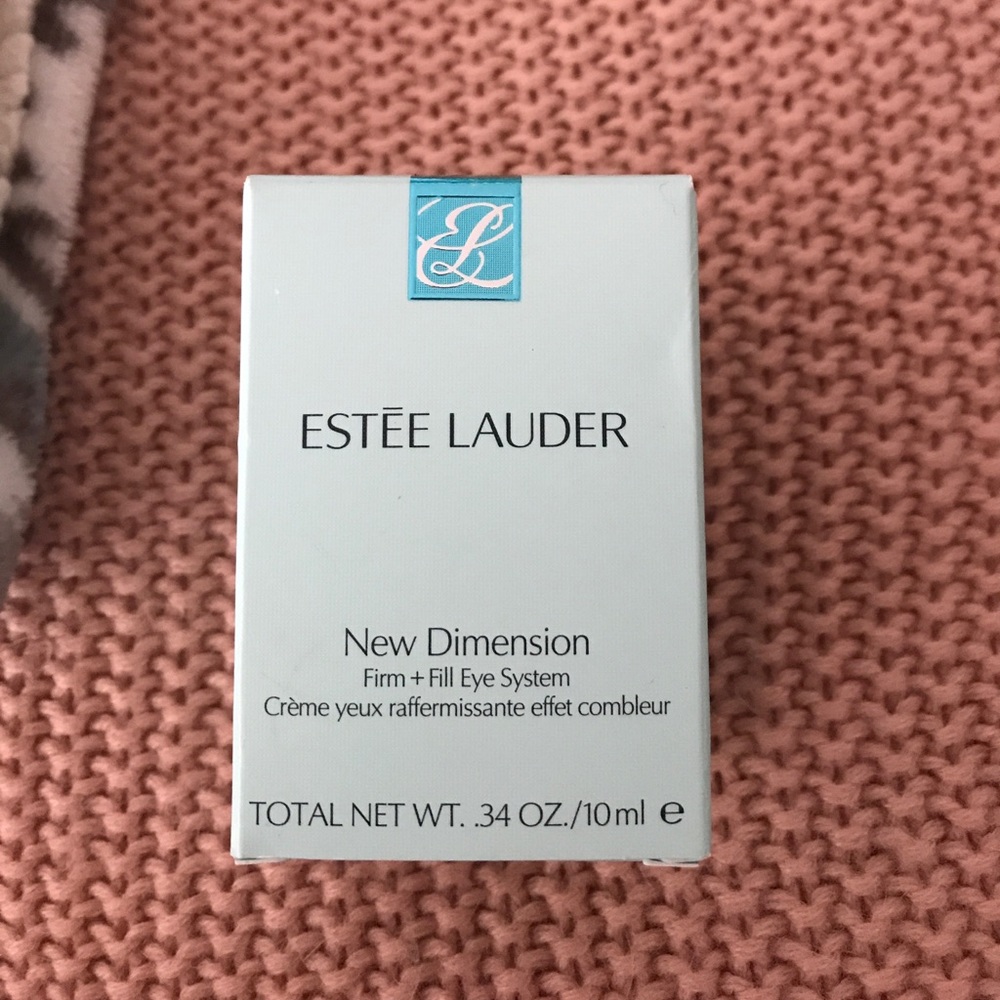 EL
ESTĒE LAUDER
New Dimension
Firm + Fill Eye System
Crème yeux raffermissante effet combleur
TOTAL NET WT. .34 OZ./10 ml ℮